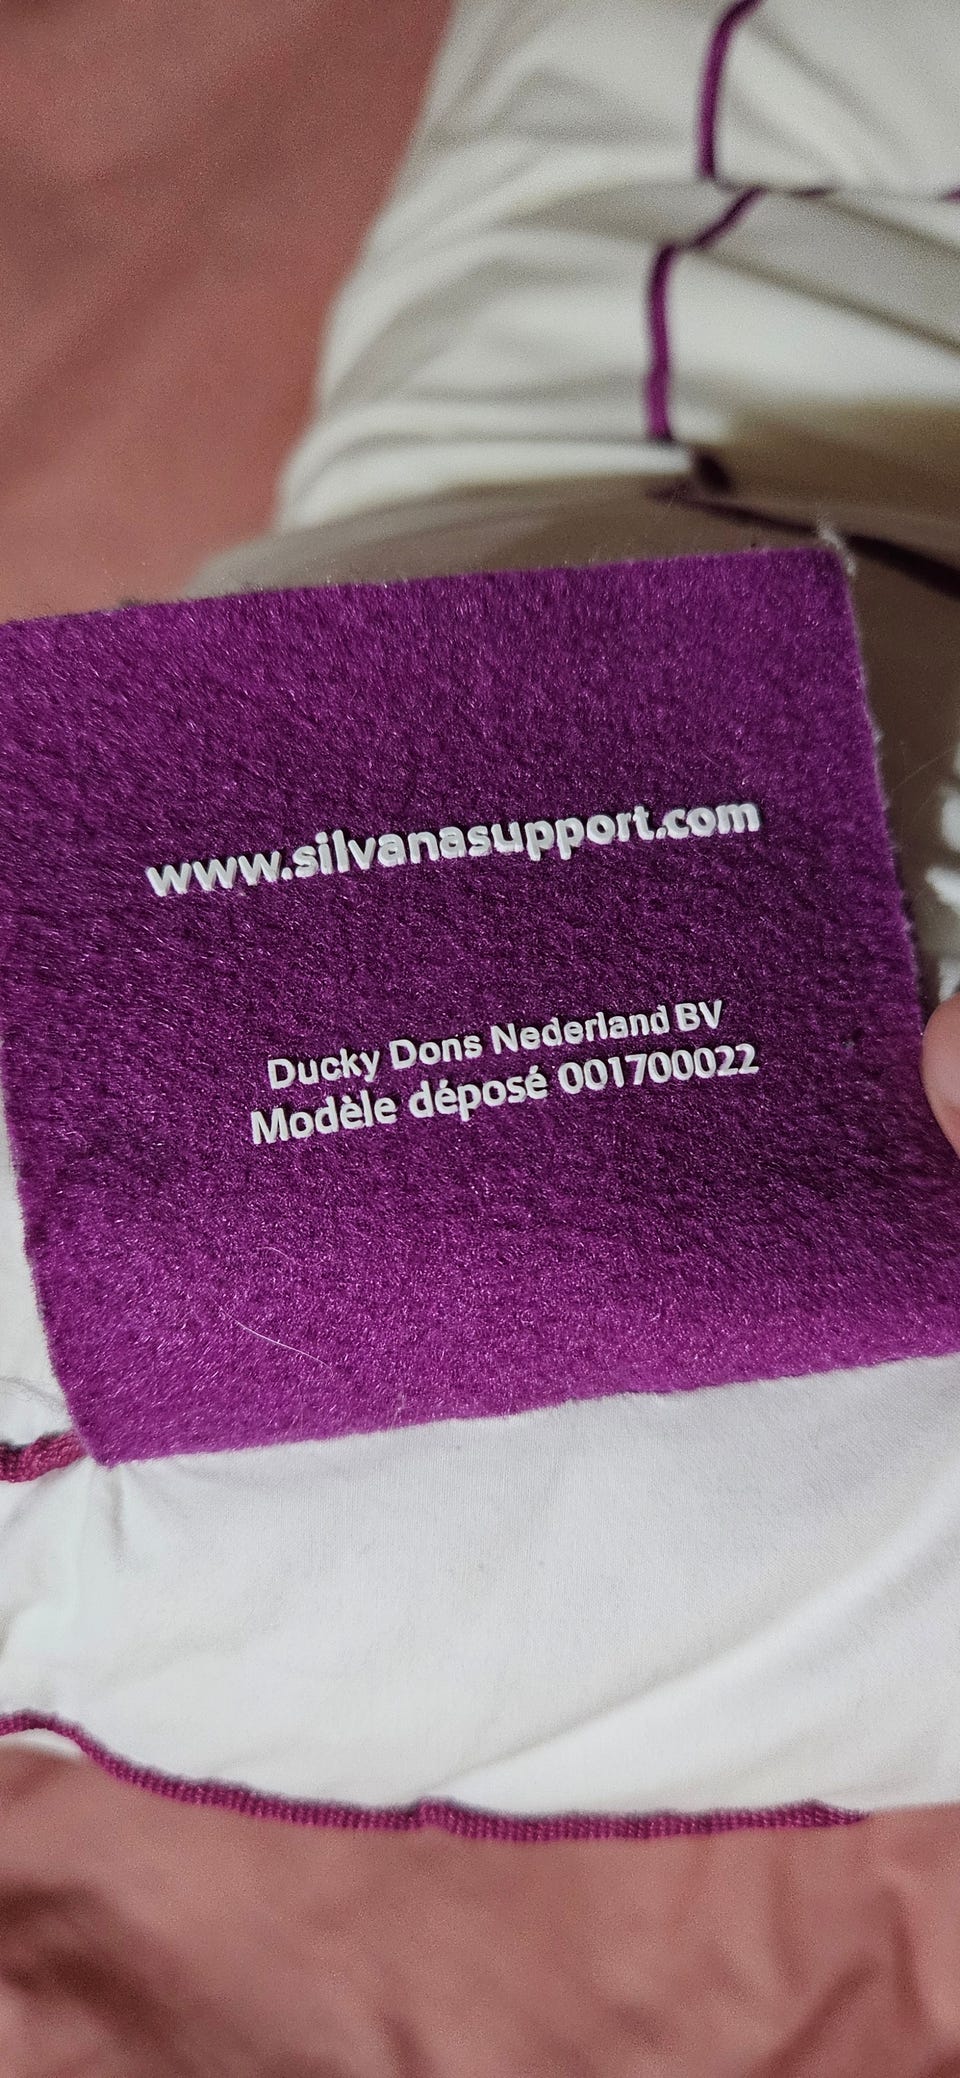 www.silvanasupport.com
Ducky Dons Nederland BV
Modèle déposé 001700022